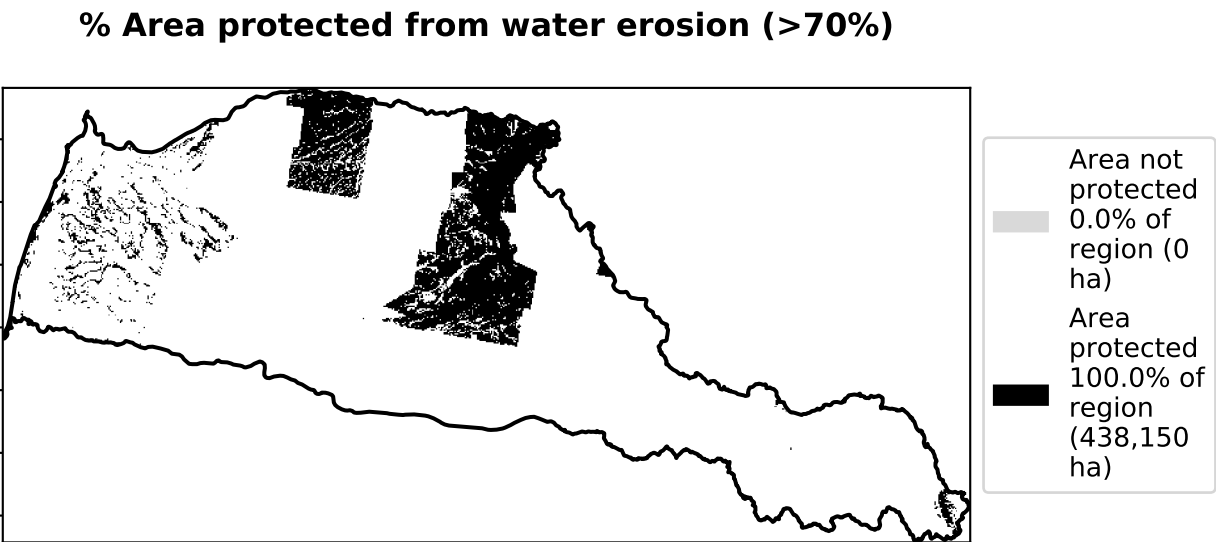 % Area protected from water erosion (>70%)
Area not
protected
0.0% of
region (0
ha)
Area
protected
100.0% of
region
(438,150
ha)